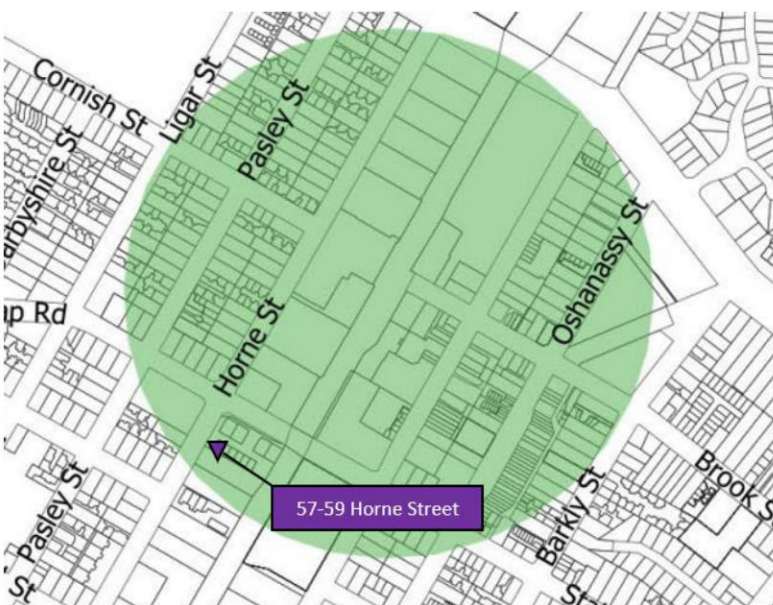 Cornish St
Ligar St
Pasley St
arbyshire St
Oshanassy St
ap Rd
Horne St
57-59 Horne Street
Pasley St
Barkly St
Brook S
St